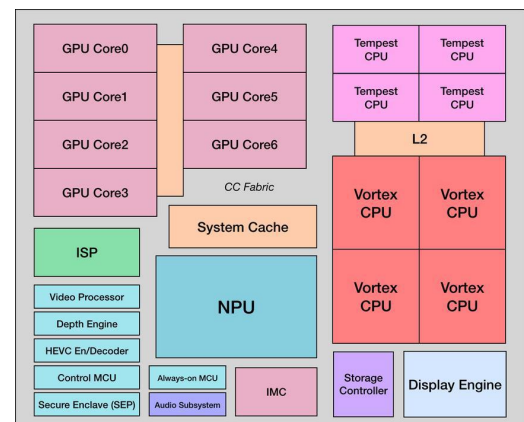 GPU Core0
GPU Core1
GPU Core2
GPU Core3
GPU Core4
GPU Core5
GPU Core6
CC Fabric
System Cache
Tempest
CPU
Tempest
CPU
Tempest
CPU
Tempest
CPU
L2
Vortex
CPU
Vortex
CPU
Vortex
CPU
Vortex
CPU
ISP
NPU
Video Processor
Depth Engine
HEVC En/Decoder
Control MCU
Secure Enclave (SEP)
Always-on MCU
Audio Subsystem
IMC
Storage
Controller
Display Engine